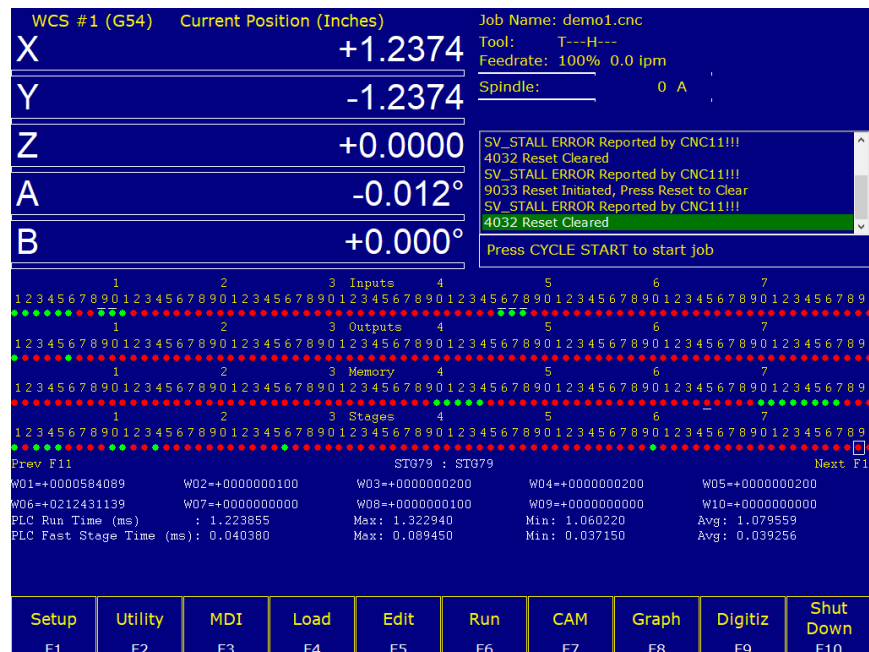 WCS #1 (G54) Current Position (Inches)
X +1.2374
Y -1.2374
Z +0.0000
A -0.012°
B +0.000°
Job Name: demo1.cnc
Tool: T---H---
Feedrate: 100% 0.0 ipm
Spindle: 0 A
SV_STALL ERROR Reported by CNC11!!!
4032 Reset Cleared
SV_STALL ERROR Reported by CNC11!!!
9033 Reset Initiated, Press Reset to Clear
SV_STALL ERROR Reported by CNC11!!!
4032 Reset Cleared
Press CYCLE START to start job
1 2 3 Inputs 4 5 6 7
1234567890123456789012345678901234567890123456789012345678901234567890123456789
1 2 3 Outputs 4 5 6 7
1234567890123456789012345678901234567890123456789012345678901234567890123456789
1 2 3 Memory 4 5 6 7
1234567890123456789012345678901234567890123456789012345678901234567890123456789
1 2 3 Stages 4 5 6 7
1234567890123456789012345678901234567890123456789012345678901234567890123456789
Prev F11 STG79 : STG79 Next F1
W01=+0000584089 W02=+0000000100 W03=+0000000200 W04=+0000000200 W05=+0000000200
W06=+0212431139 W07=+0000000000 W08=+0000000100 W09=+0000000000 W10=+0000000000
PLC Run Time (ms) : 1.223855 Max: 1.322940 Min: 1.060220 Avg: 1.079559
PLC Fast Stage Time (ms): 0.040380 Max: 0.089450 Min: 0.037150 Avg: 0.039256
Setup Utility MDI Load Edit Run CAM Graph Digitiz Shut Down
F1 F2 F3 F4 F5 F6 F7 F8 F9 F10